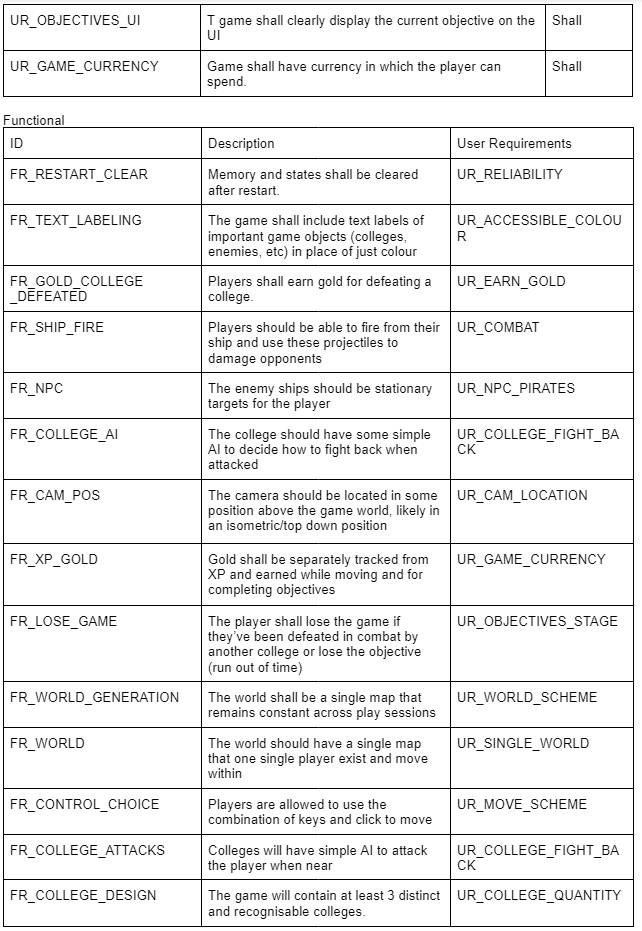 UR_OBJECTIVES_UI T game shall clearly display the current objective on the Shall
UI
UR_GAME_CURRENCY Game shall have currency in which the player can Shall
spend.
Functional
ID Description User Requirements
FR_RESTART_CLEAR Memory and states shall be cleared UR_RELIABILITY
after restart.
FR_TEXT_LABELING The game shall include text labels of UR_ACCESSIBLE_COLOU
important game objects (colleges, R
enemies, etc) in place of just colour
FR_GOLD_COLLEGE Players shall earn gold for defeating a UR_EARN_GOLD
_DEFEATED college.
FR_SHIP_FIRE Players should be able to fire from their UR_COMBAT
ship and use these projectiles to
damage opponents
FR_NPC The enemy ships should be stationary UR_NPC_PIRATES
targets for the player
FR_COLLEGE_AI The college should have some simple UR_COLLEGE_FIGHT_BA
AI to decide how to fight back when CK
attacked
FR_CAM_POS The camera should be located in some UR_CAM_LOCATION
position above the game world, likely in
an isometric/top down position
FR_XP_GOLD Gold shall be separately tracked from UR_GAME_CURRENCY
XP and earned while moving and for
completing objectives
FR_LOSE_GAME The player shall lose the game if UR_OBJECTIVES_STAGE
they've been defeated in combat by
another college or lose the objective
(run out of time)
FR_WORLD_GENERATION The world shall be a single map that UR_WORLD_SCHEME
remains constant across play sessions
FR_WORLD The world should have a single map UR_SINGLE_WORLD
that one single player exist and move
within
FR_CONTROL_CHOICE Players are allowed to use the UR_MOVE_SCHEME
combination of keys and click to move
FR_COLLEGE_ATTACKS Colleges will have simple AI to attack UR_COLLEGE_FIGHT_BA
the player when near CK
FR_COLLEGE_DESIGN The game will contain at least 3 distinct UR_COLLEGE_QUANTITY
and recognisable colleges.